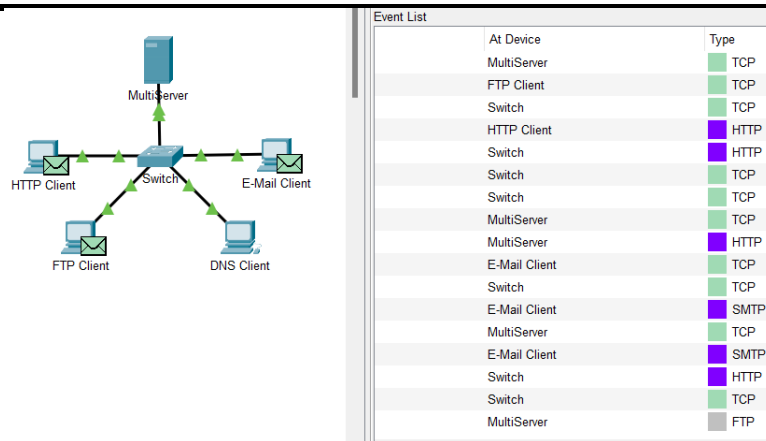 MultiServer
HTTP Client
Switch
E-Mail Client
FTP Client
DNS Client
Event List
At Device Type
MultiServer TCP
FTP Client TCP
Switch TCP
HTTP Client HTTP
Switch HTTP
Switch TCP
Switch TCP
MultiServer TCP
MultiServer HTTP
E-Mail Client TCP
Switch TCP
E-Mail Client SMTP
MultiServer TCP
E-Mail Client SMTP
Switch HTTP
Switch TCP
MultiServer FTP